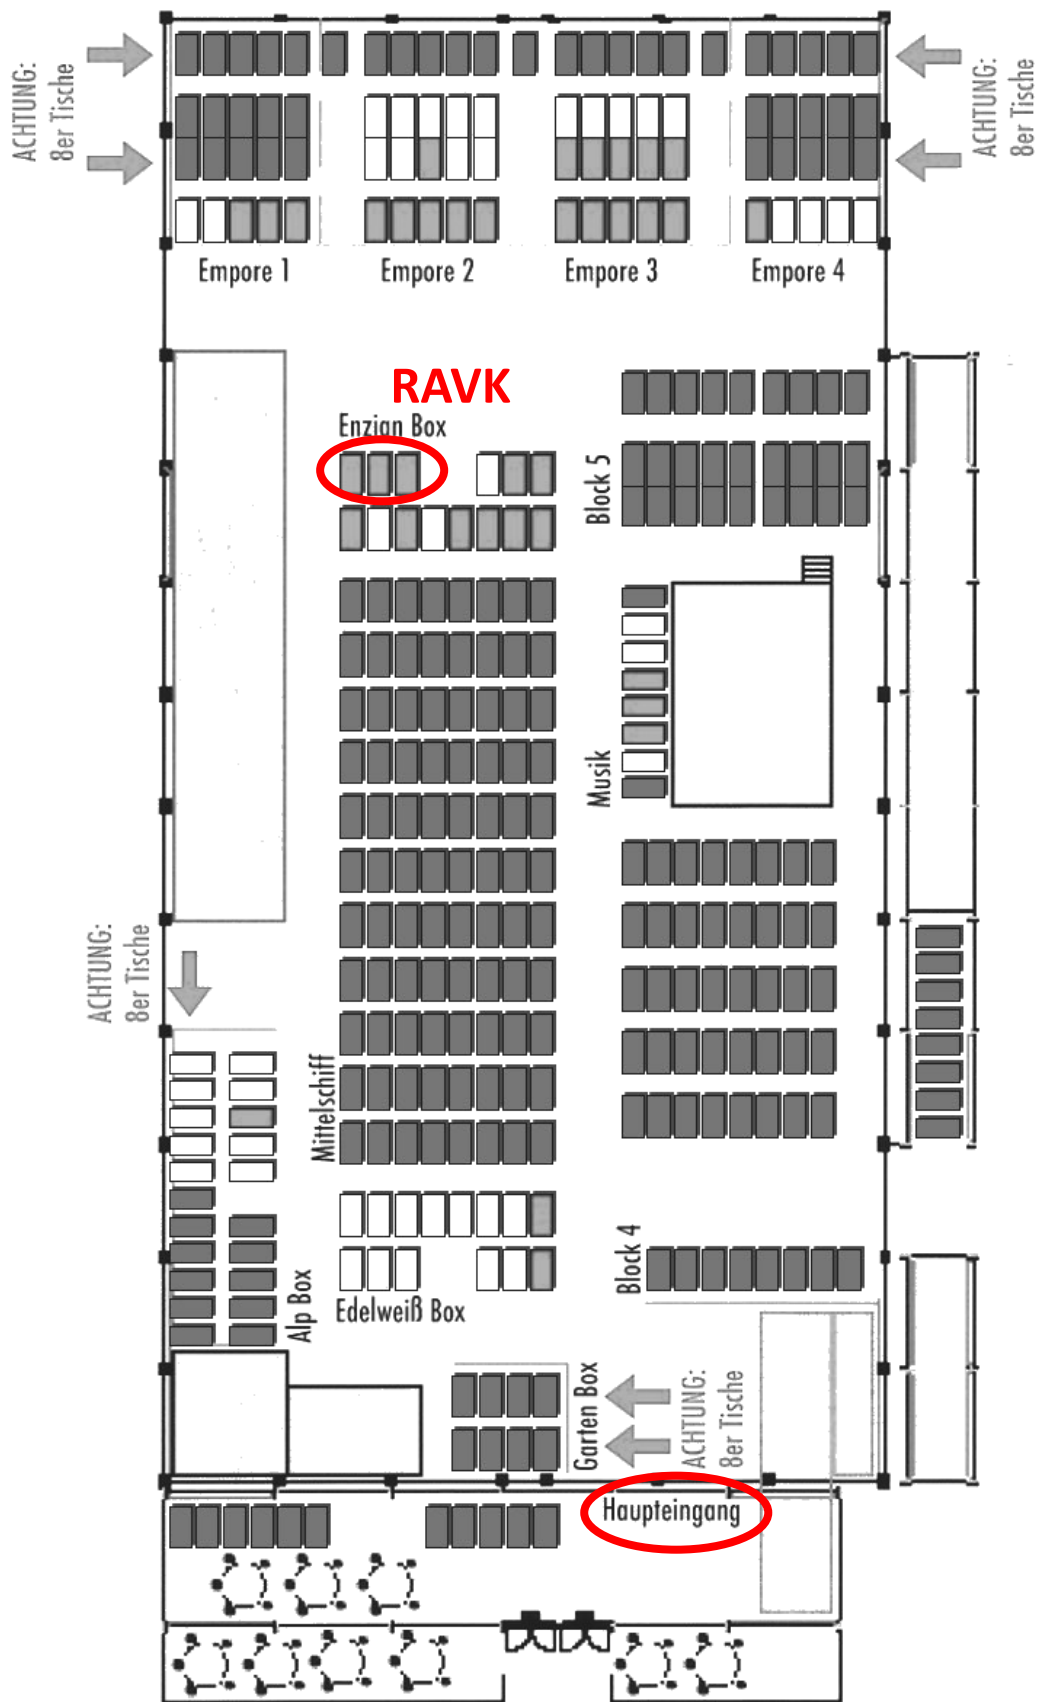 ACHTUNG:
8er Tische
ACHTUNG:
8er Tische
Empore 1
Empore 2
Empore 3
Empore 4
RAVK
Enzian Box
Block 5
Musik
ACHTUNG:
8er Tische
Mittelschiff
Alp Box
Edelweiß Box
Block 4
Garten Box
ACHTUNG:
8er Tische
Haupteingang